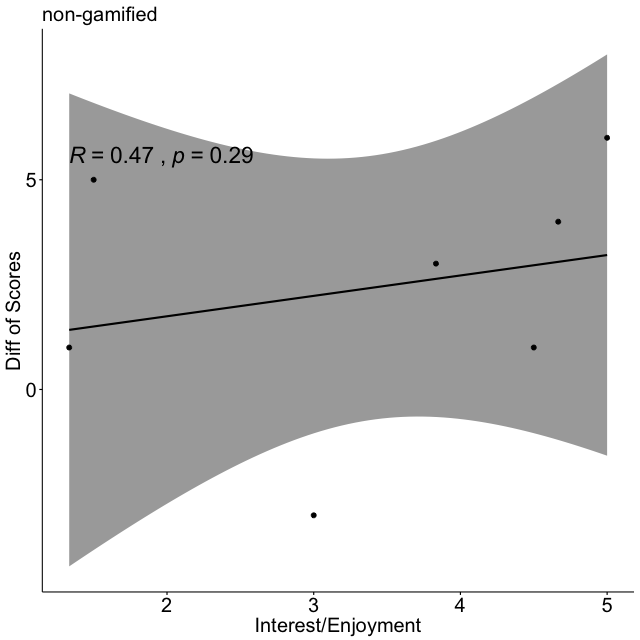 non-gamified
R = 0.47 , p = 0.29
5
0
Diff of Scores
2 3 4 5
Interest/Enjoyment